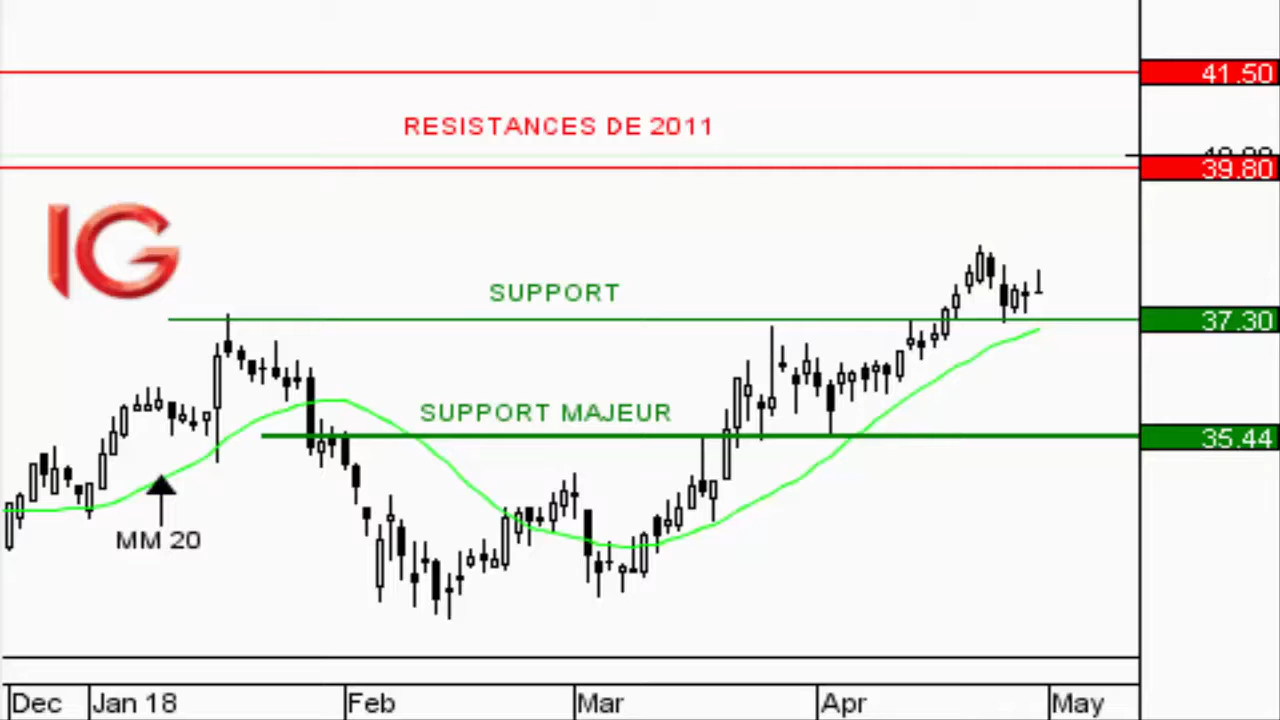 41.50
RESISTANCES DE 2011
39.80
IG
SUPPORT
37.30
SUPPORT MAJEUR
35.44
MM 20
Dec Jan 18 Feb Mar Apr May